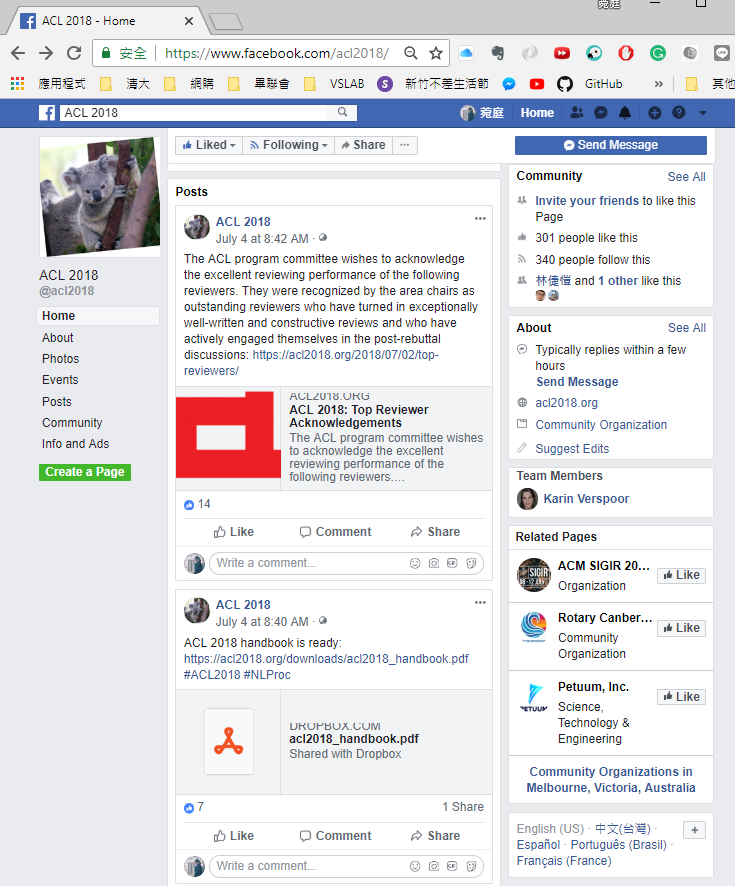 菀庭
ACL 2018 - Home
安全 https://www.facebook.com/acl2018/
應用程式 清大 網購 畢聯會 VSLAB 新竹不差生活節 GitHub » 其他
ACL 2018
菀庭 Home
Liked Following Share ···
Send Message
ACL 2018
@acl2018
Home
About
Photos
Events
Posts
Community
Info and Ads
Create a Page
Posts
ACL 2018
July 4 at 8:42 AM ·
The ACL program committee wishes to acknowledge
the excellent reviewing performance of the following
reviewers. They were recognized by the area chairs as
outstanding reviewers who have turned in exceptionally
well-written and constructive reviews and who have
actively engaged themselves in the post-rebuttal
discussions: https://acl2018.org/2018/07/02/top-
reviewers/
ACL2018.ORG
ACL 2018: Top Reviewer
Acknowledgements
The ACL program committee wishes
to acknowledge the excellent
reviewing performance of the
following reviewers....
14
Like Comment Share
Write a comment...
ACL 2018
July 4 at 8:40 AM ·
ACL 2018 handbook is ready:
https://acl2018.org/downloads/acl2018_handbook.pdf
#ACL2018 #NLProc
DROPBOX.COM
acl2018_handbook.pdf
Shared with Dropbox
7 1 Share
Like Comment Share
Write a comment...
Community See All
Invite your friends to like this
Page
301 people like this
340 people follow this
林倢愷 and 1 other like this
About See All
Typically replies within a few
hours
Send Message
acl2018.org
Community Organization
Suggest Edits
Team Members
Karin Verspoor
Related Pages
SIGIR
ACM SIGIR 20...
Organization
Like
Rotary Canber...
Community
Organization
Like
PETUUM
Petuum, Inc.
Science,
Technology &
Engineering
Like
Community Organizations in
Melbourne, Victoria, Australia
English (US) · 中文(台灣) ·
Español · Português (Brasil) ·
Français (France)
+